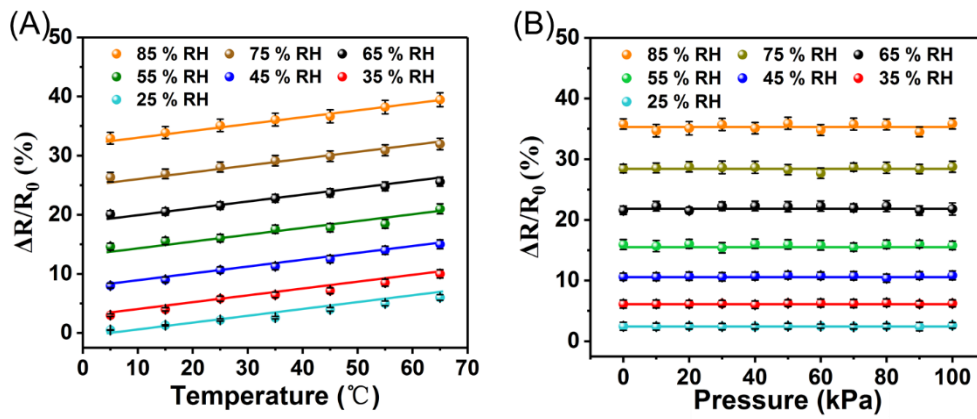 (A)
50
40
30
20
10
0
ΔR/R0 (%)
85 % RH 75 % RH 65 % RH
55 % RH 45 % RH 35 % RH
25 % RH
0 10 20 30 40 50 60 70
Temperature (℃)
(B)
50
40
30
20
10
0
ΔR/R0 (%)
85 % RH 75 % RH 65 % RH
55 % RH 45 % RH 35 % RH
25 % RH
0 20 40 60 80 100
Pressure (kPa)